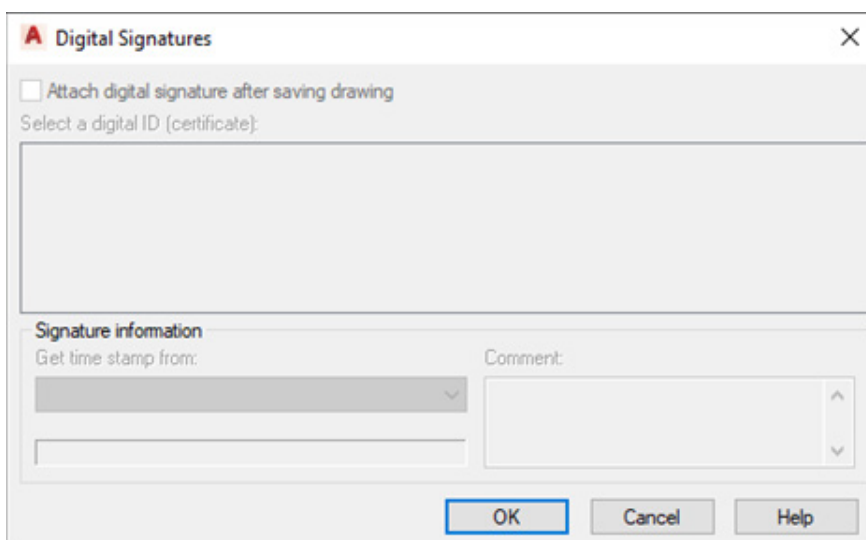 Digital Signatures
Attach digital signature after saving drawing
Select a digital ID (certificate):
Signature information
Get time stamp from:
Comment:
OK
Cancel
Help